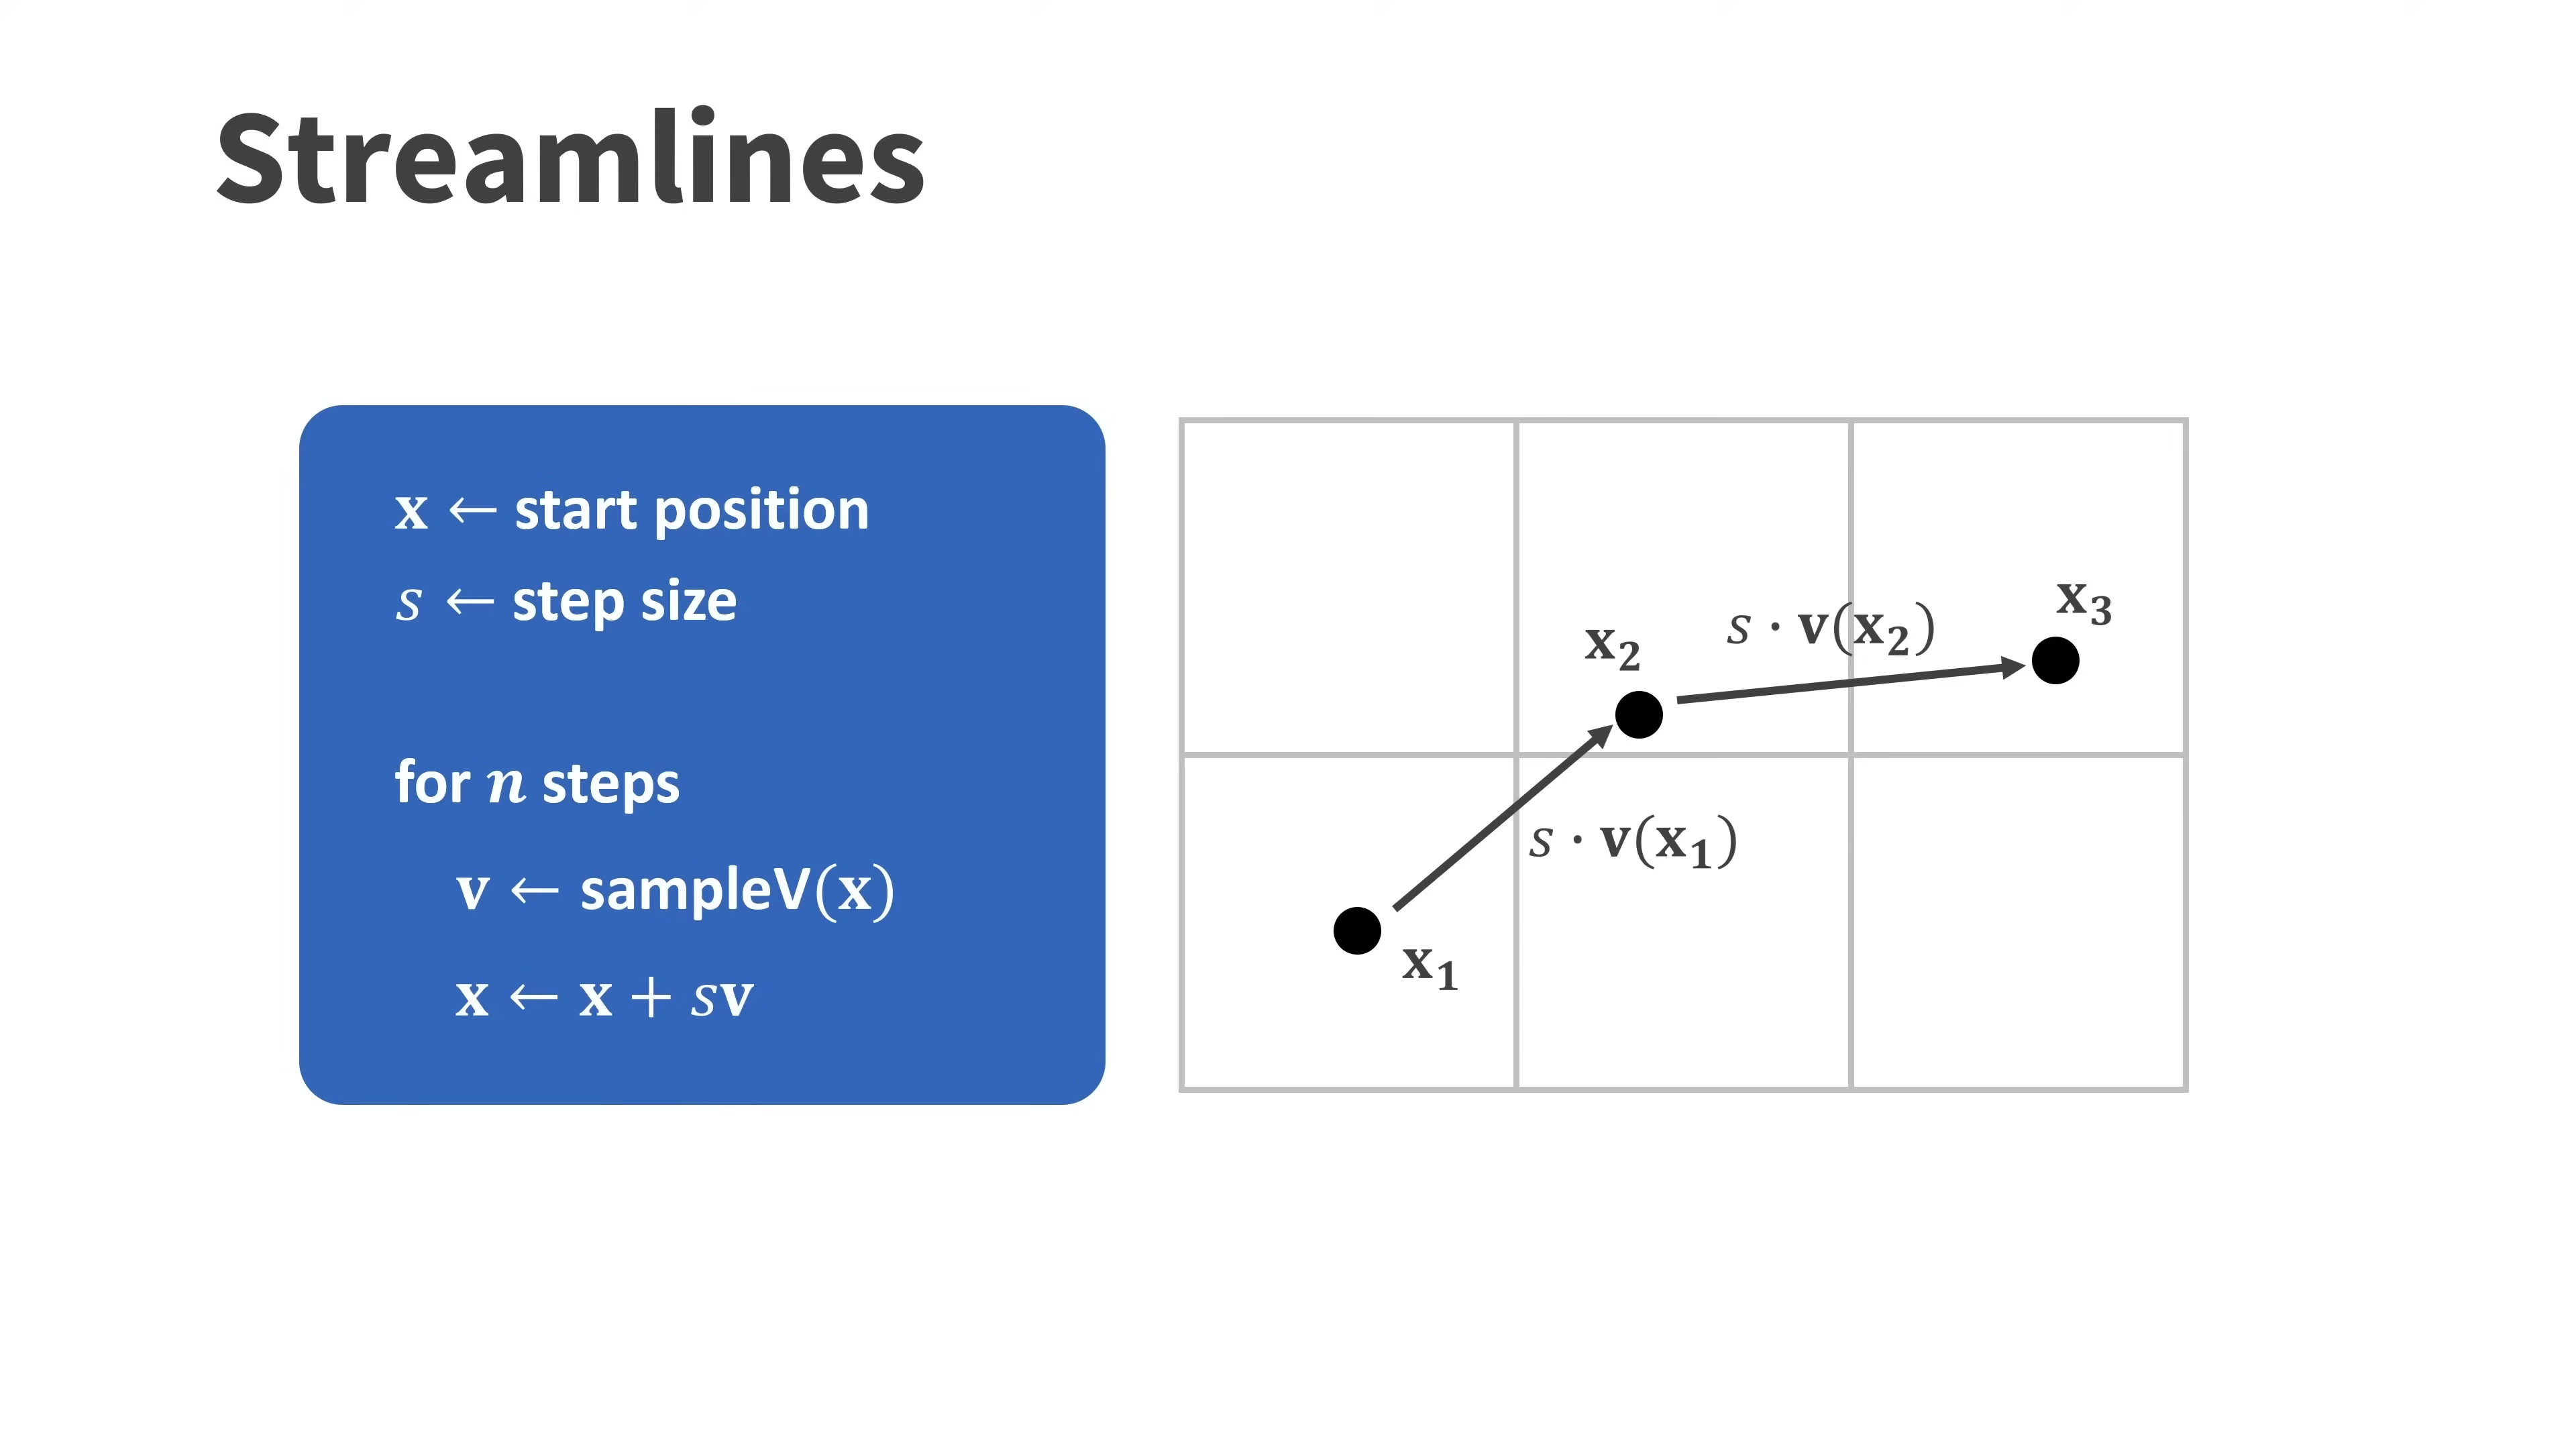 Streamlines
𝐱 ← start position
𝑠 ← step size
for 𝒏 steps
𝐯 ← sampleV(𝐱)
𝐱 ← 𝐱 + 𝑠𝐯
𝐱₃
𝑠 · 𝐯(𝐱₂)
𝐱₂
𝑠 · 𝐯(𝐱₁)
𝐱₁